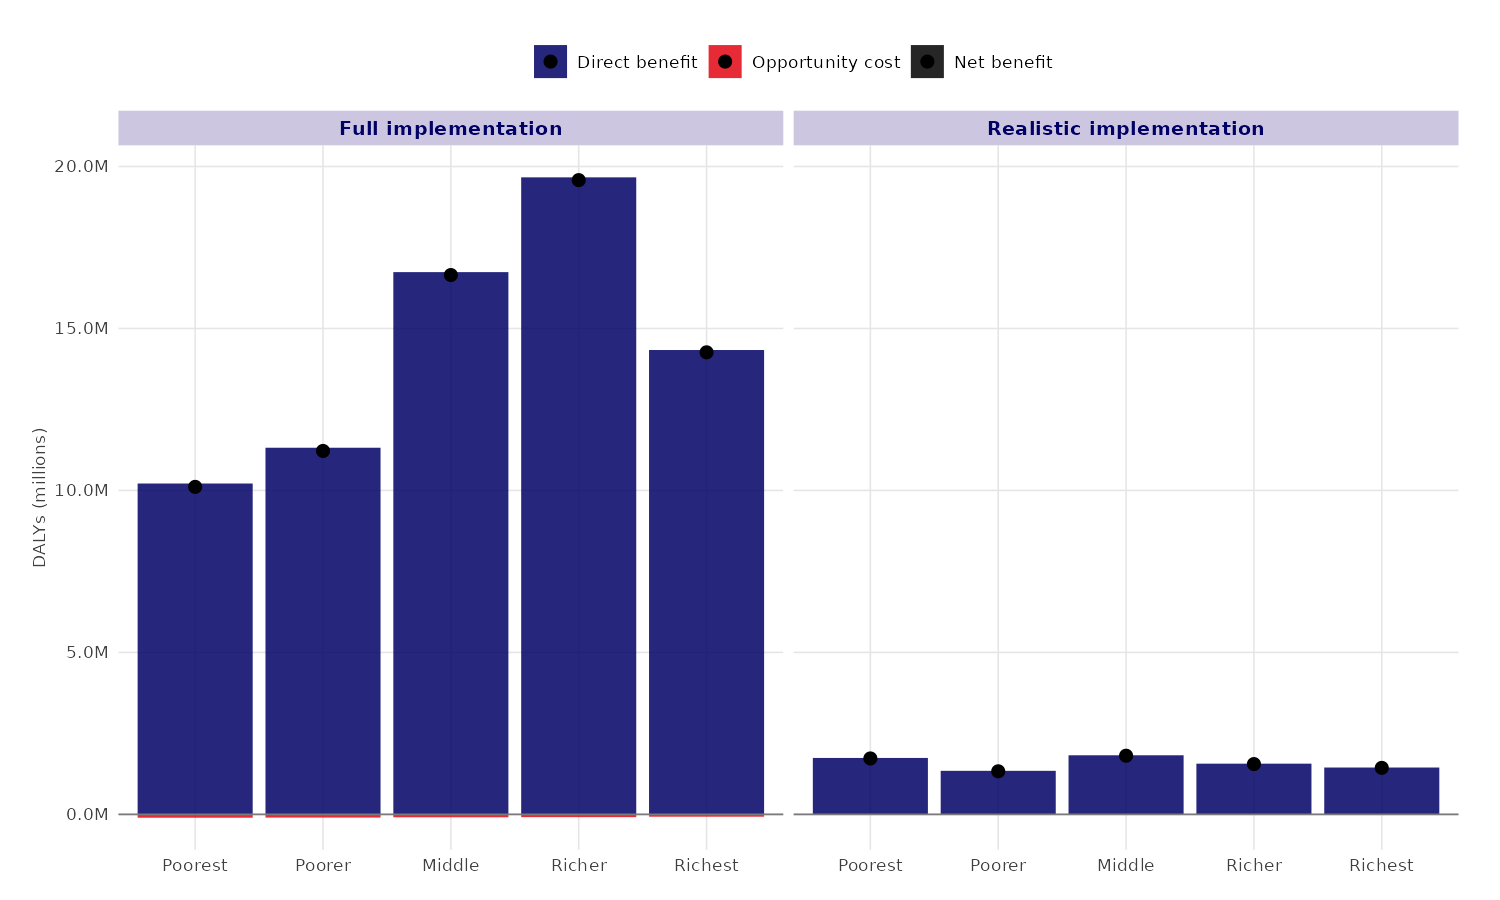 Direct benefit Opportunity cost Net benefit
Full implementation Realistic implementation
20.0M
15.0M
10.0M
5.0M
0.0M
DALYs (millions)
Poorest Poorer Middle Richer Richest Poorest Poorer Middle Richer Richest